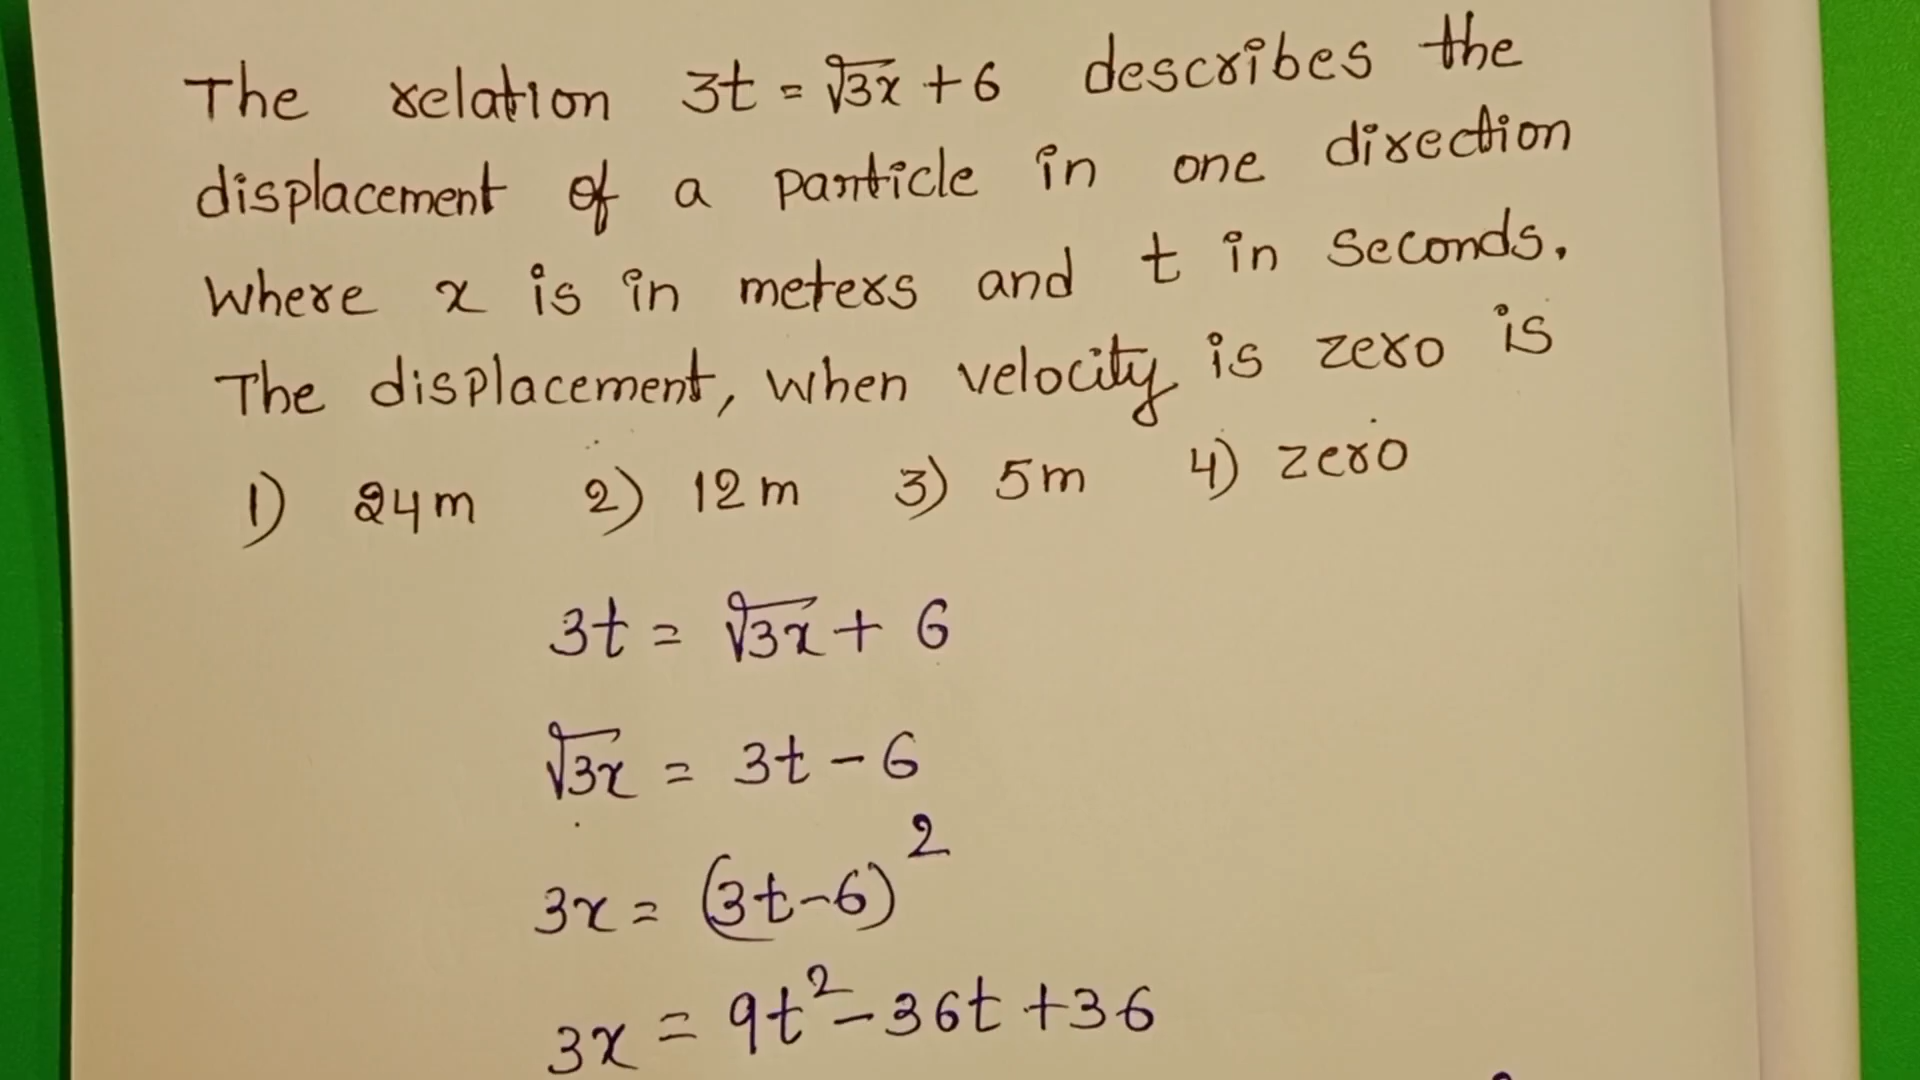 The relation 3t = √3x + 6 describes the
displacement of a particle in one direction
Where x is in meters and t in Seconds.
The displacement, when velocity is zero is
1) 24m 2) 12m 3) 5m 4) zero
3t = √3x + 6
√3x = 3t - 6
3x = (3t-6)²
3x = 9t² - 36t + 36